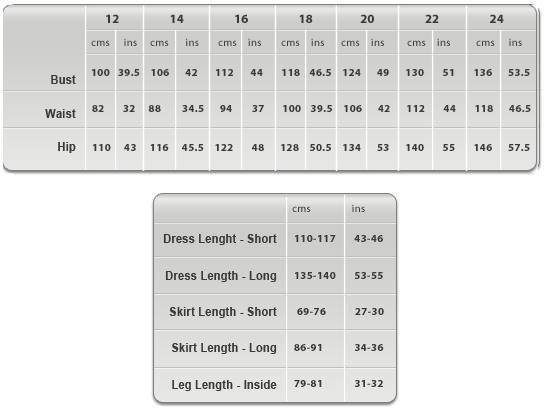 12 14 16 18 20 22 24
cms ins cms ins cms ins cms ins cms ins cms ins cms ins
Bust 100 39.5 106 42 112 44 118 46.5 124 49 130 51 136 53.5
Waist 82 32 88 34.5 94 37 100 39.5 106 42 112 44 118 46.5
Hip 110 43 116 45.5 122 48 128 50.5 134 53 140 55 146 57.5
cms ins
Dress Lenght - Short 110-117 43-46
Dress Length - Long 135-140 53-55
Skirt Length - Short 69-76 27-30
Skirt Length - Long 86-91 34-36
Leg Length - Inside 79-81 31-32